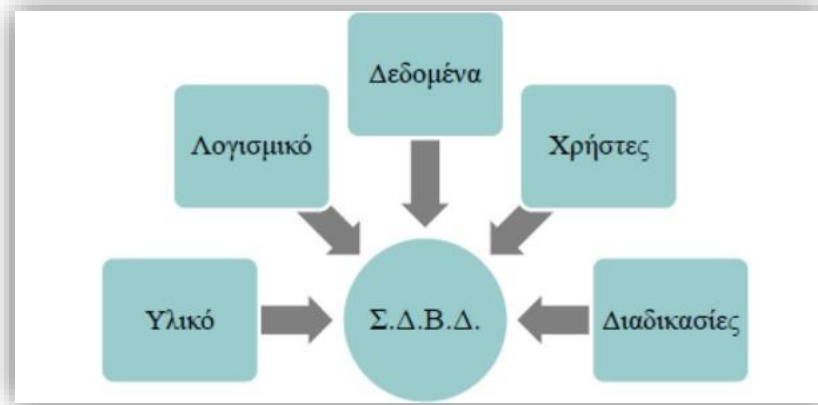 Δεδομένα
Λογισμικό
Χρήστες
Υλικό
Σ.Δ.Β.Δ.
Διαδικασίες